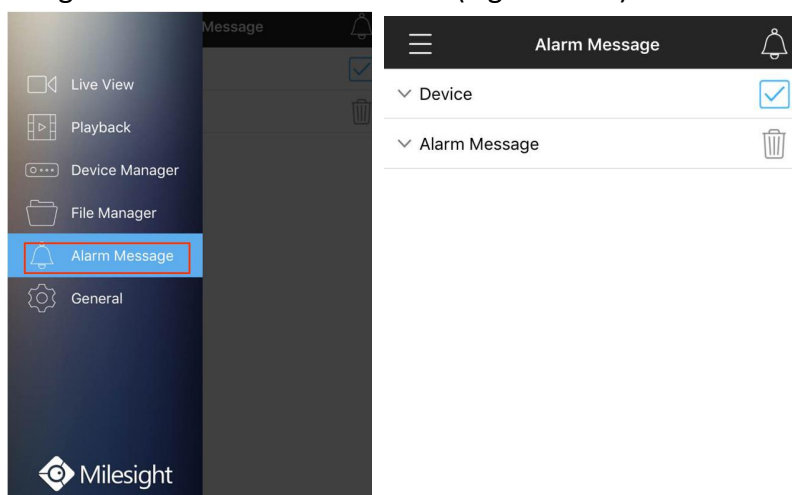 Message
Live View
Playback
Device Manager
File Manager
Alarm Message
General
Milesight
Alarm Message
Device
Alarm Message